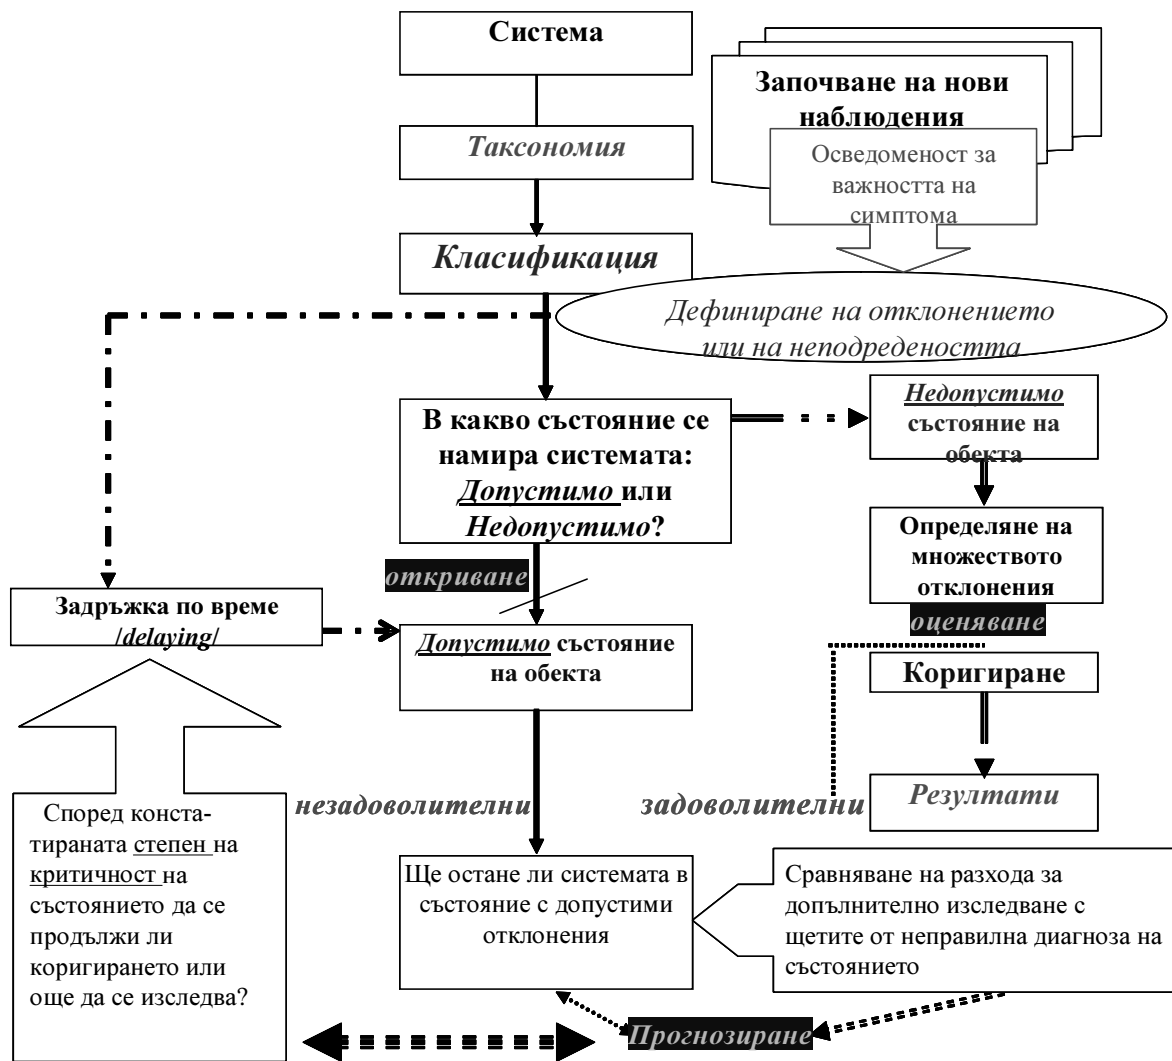 Система
Започване на нови
наблюдения
Таксономия
Осведоменост за
важността на
симптома
Класификация
Дефиниране на отклонението
или на неподредеността
В какво състояние се
намира системата:
Допустимо или
Недопустимо?
Недопустимо
състояние на
обекта
Определяне на
множеството
отклонения
откриване
оценяване
Задръжка по време
/delaying/
Допустимо състояние
на обекта
Коригиране
незадоволителни
задоволителни
Резултати
Според конста-
тираната степен на
критичност на
състоянието да се
продължи ли
коригирането или
още да се изследва?
Ще остане ли системата в
състояние с допустими
отклонения
Сравняване на разхода за
допълнително изследване с
щетите от неправилна диагноза на
състоянието
Прогнозиране